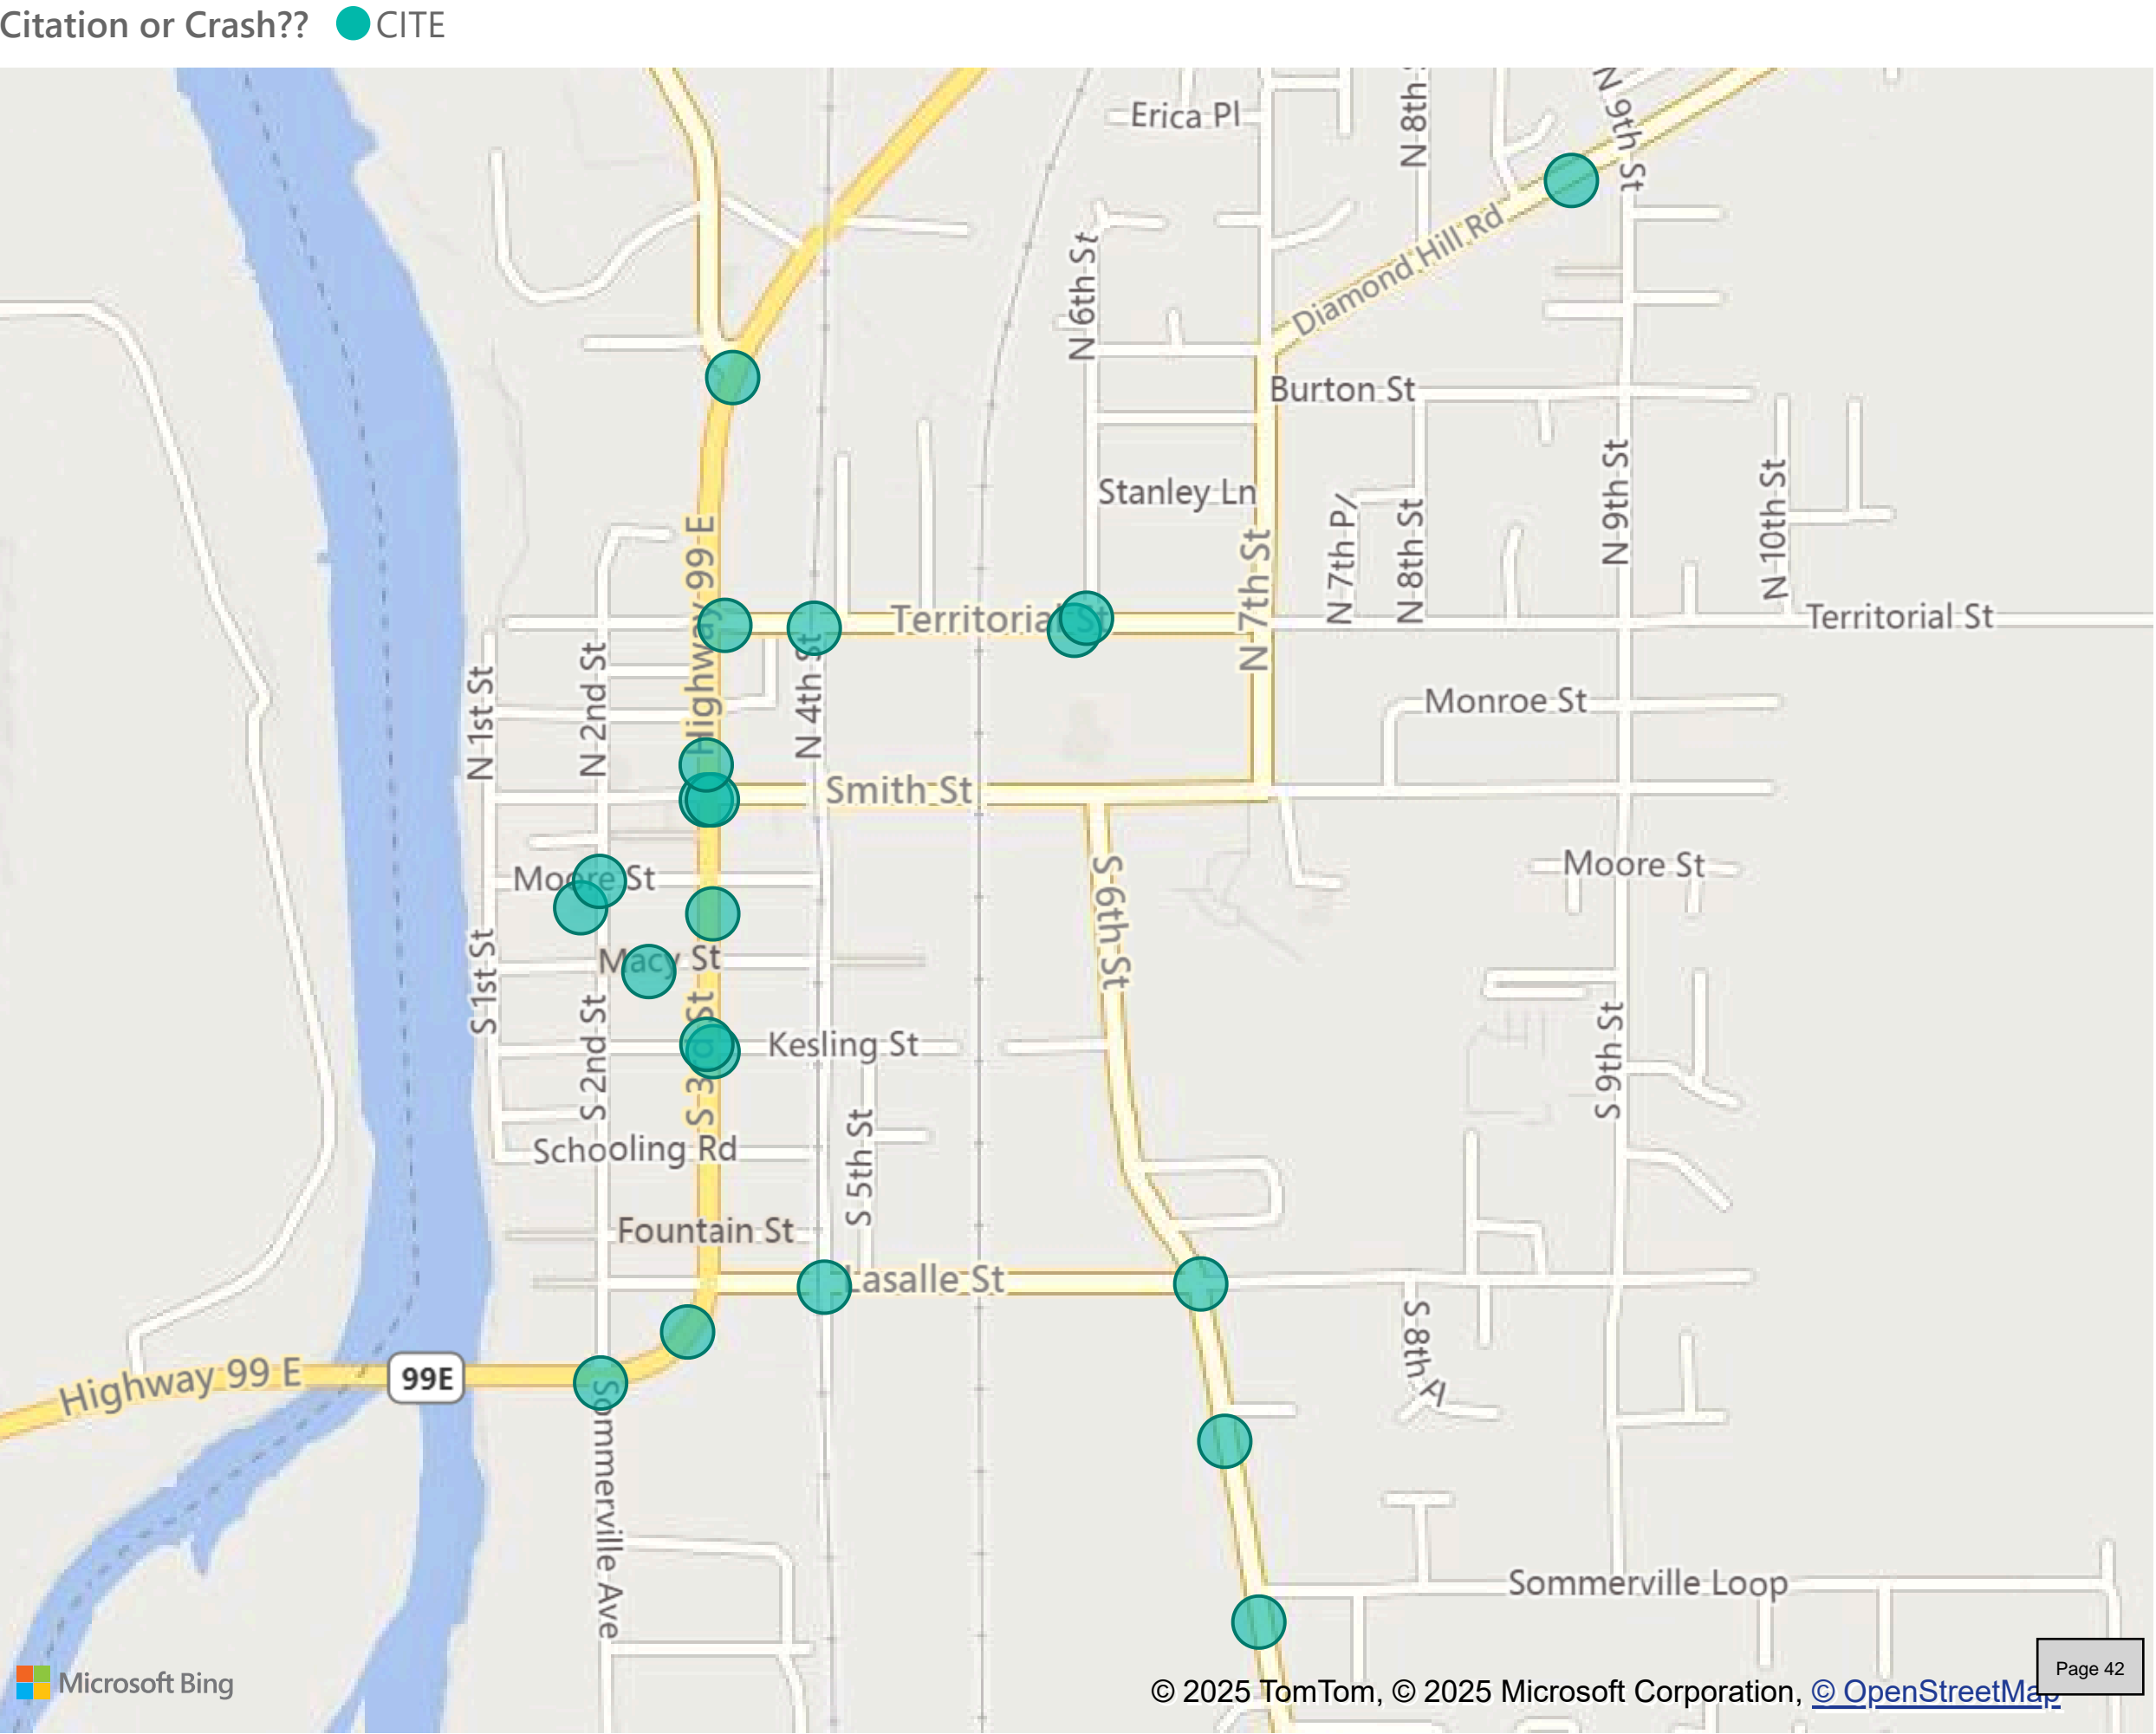 Citation or Crash?? CITE
Erica Pl
N 8th
N 9th St
Diamond Hill Rd
N 6th St
Burton St
Stanley Ln
N 7th St
N 7th Pl
N 8th St
N 9th St
N 10th St
Highway 99 E
Territorial St
Territorial St
N 1st St
N 2nd St
N 4th St
Monroe St
Smith St
Moore St
Moore St
S 6th St
Macy St
S 1st St
S 2nd St
S 3rd St
Kesling St
S 9th St
Schooling Rd
S 5th St
Fountain St
Lasalle St
S 8th A
Highway 99 E
99E
Sommerville Ave
Sommerville Loop
Microsoft Bing
© 2025 TomTom, © 2025 Microsoft Corporation, © OpenStreetMap
Page 42